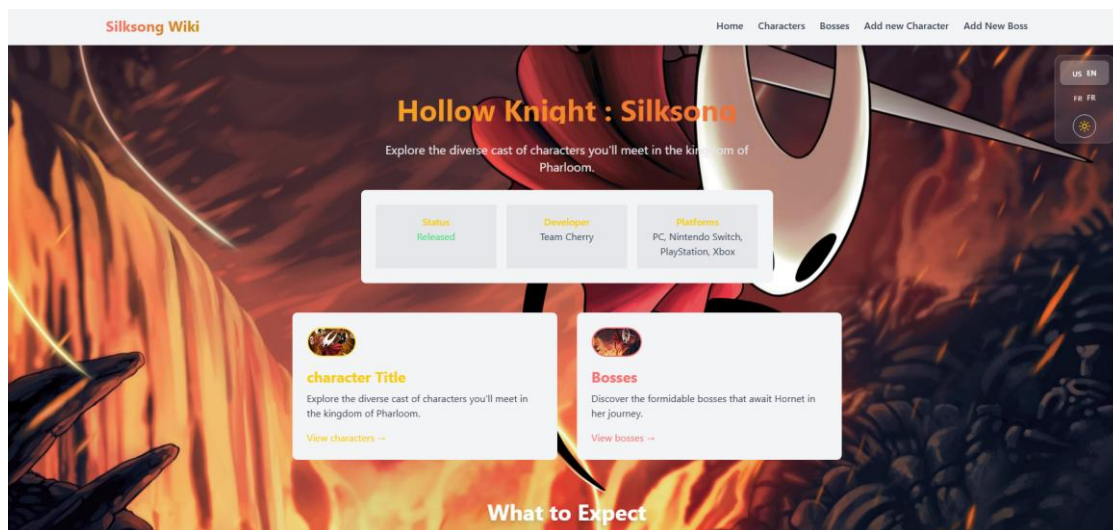 Silksong Wiki
Home Characters Bosses Add new Character Add New Boss
US EN
FR FR
Hollow Knight : Silksong
Explore the diverse cast of characters you'll meet in the kingdom of
Pharloom.
Status
Released
Developer
Team Cherry
Platforms
PC, Nintendo Switch,
PlayStation, Xbox
character Title
Explore the diverse cast of characters you'll meet in
the kingdom of Pharloom.
View characters →
Bosses
Discover the formidable bosses that await Hornet in
her journey.
View bosses →
What to Expect